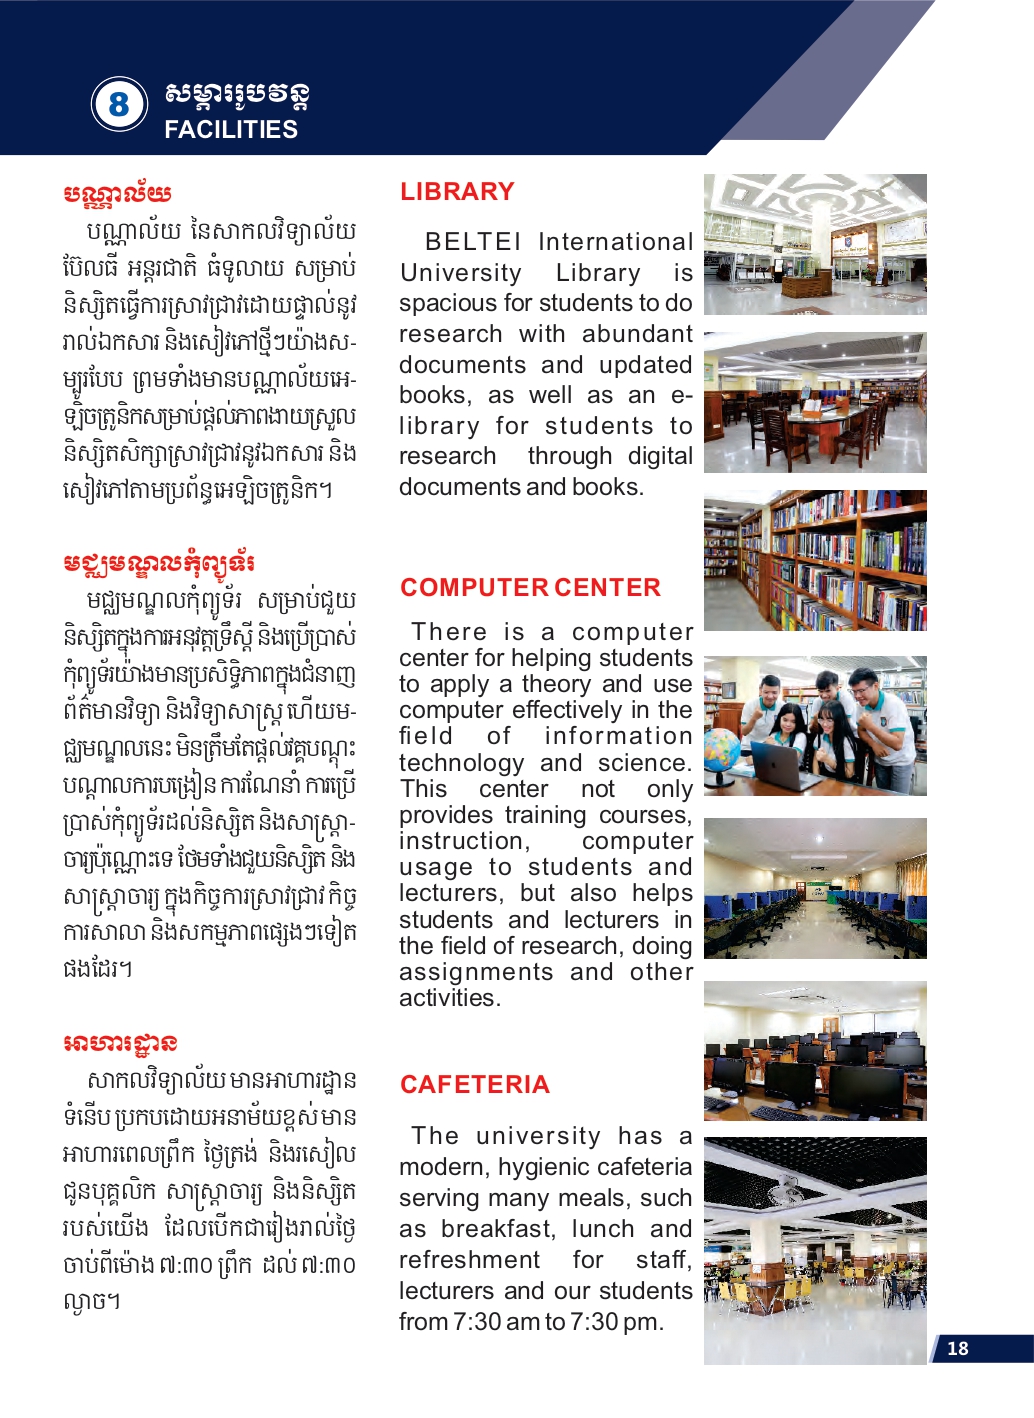 8
សម្ភាររូបវន្ត
FACILITIES
បណ្ណាល័យ
បណ្ណាល័យ នៃសាកលវិទ្យាល័យ
ប៊ែលធី អន្តរជាតិ ធំទូលាយ សម្រាប់
និស្សិតធ្វើការស្រាវជ្រាវដោយផ្ទាល់នូវ
រាល់ឯកសារ និងសៀវភៅថ្មីៗយ៉ាងស-
ម្បូរបែប ព្រមទាំងមានបណ្ណាល័យអេ-
ឡិចត្រូនិកសម្រាប់ផ្តល់ភាពងាយស្រួល
និស្សិតសិក្សាស្រាវជ្រាវនូវឯកសារ និង
សៀវភៅតាមប្រព័ន្ធអេឡិចត្រូនិក។
មជ្ឈមណ្ឌលកុំព្យូទ័រ
មជ្ឈមណ្ឌលកុំព្យូទ័រ សម្រាប់ជួយ
និស្សិតក្នុងការអនុវត្តទ្រឹស្តី និងប្រើប្រាស់
កុំព្យូទ័រយ៉ាងមានប្រសិទ្ធិភាពក្នុងជំនាញ
ព័ត៌មានវិទ្យា និងវិទ្យាសាស្ត្រ ហើយម-
ជ្ឈមណ្ឌលនេះ មិនត្រឹមតែផ្តល់វគ្គបណ្តុះ
បណ្តាលការបង្រៀន ការណែនាំ ការប្រើ
ប្រាស់កុំព្យូទ័រដល់និស្សិត និងសាស្ត្រា-
ចារ្យប៉ុណ្ណោះទេ ថែមទាំងជួយនិស្សិត និង
សាស្ត្រាចារ្យ ក្នុងកិច្ចការស្រាវជ្រាវ កិច្ច
ការសាលា និងសកម្មភាពផ្សេងៗទៀត
ផងដែរ។
អាហារដ្ឋាន
សាកលវិទ្យាល័យ មានអាហារដ្ឋាន
ទំនើប ប្រកបដោយអនាម័យខ្ពស់ មាន
អាហារពេលព្រឹក ថ្ងៃត្រង់ និងរសៀល
ជូនបុគ្គលិក សាស្ត្រាចារ្យ និងនិស្សិត
របស់យើង ដែលបើកជារៀងរាល់ថ្ងៃ
ចាប់ពីម៉ោង ៧:៣០ ព្រឹក ដល់ ៧:៣០
ល្ងាច។
LIBRARY
BELTEI International
University Library is
spacious for students to do
research with abundant
documents and updated
books, as well as an e-
library for students to
research through digital
documents and books.
COMPUTER CENTER
There is a computer
center for helping students
to apply a theory and use
computer effectively in the
field of information
technology and science.
This center not only
provides training courses,
instruction, computer
usage to students and
lecturers, but also helps
students and lecturers in
the field of research, doing
assignments and other
activities.
CAFETERIA
The university has a
modern, hygienic cafeteria
serving many meals, such
as breakfast, lunch and
refreshment for staff,
lecturers and our students
from 7:30 am to 7:30 pm.
18